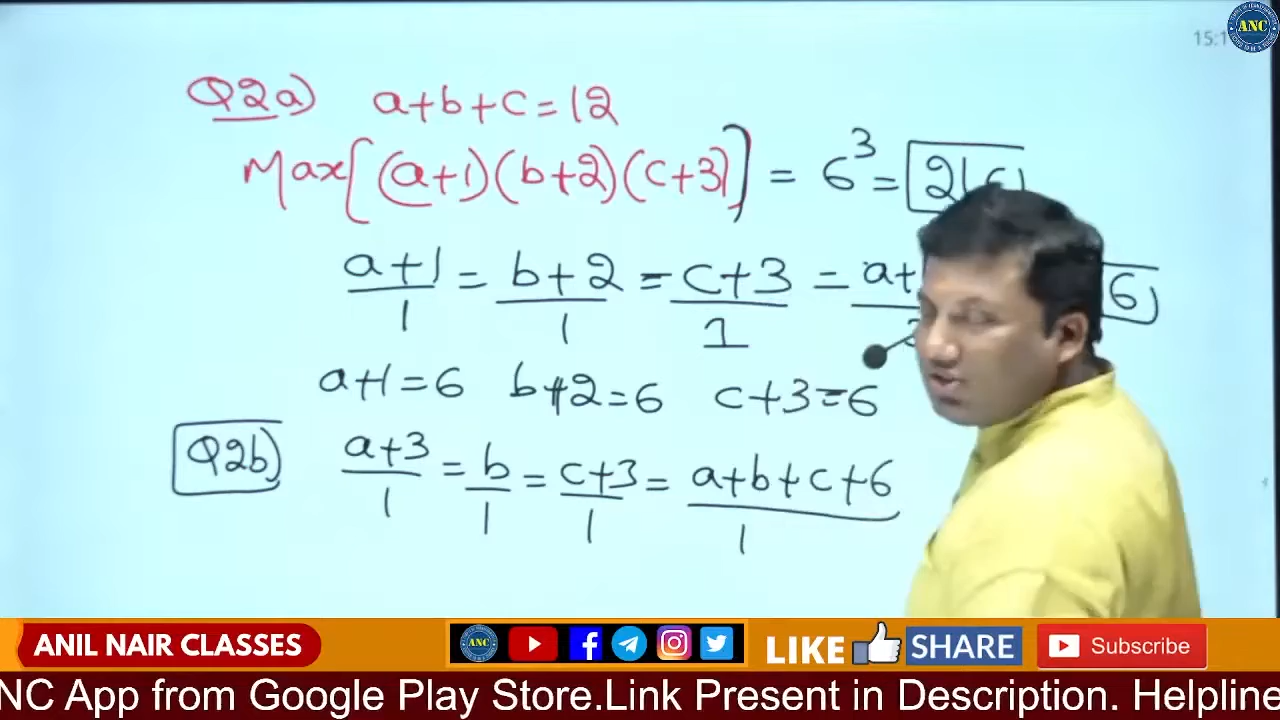 ANC
15:1
Q2a) a+b+c=12
Max[(a+1)(b+2)(c+3)] = 6³ = 216
a+1/1 = b+2/1 = c+3/1 = a+ 6
a+1=6 b+2=6 c+3=6
Q2b) a+3/1 = b/1 = c+3/1 = a+b+c+6/1
ANIL NAIR CLASSES ANC LIKE SHARE Subscribe
NC App from Google Play Store.Link Present in Description. Helpline